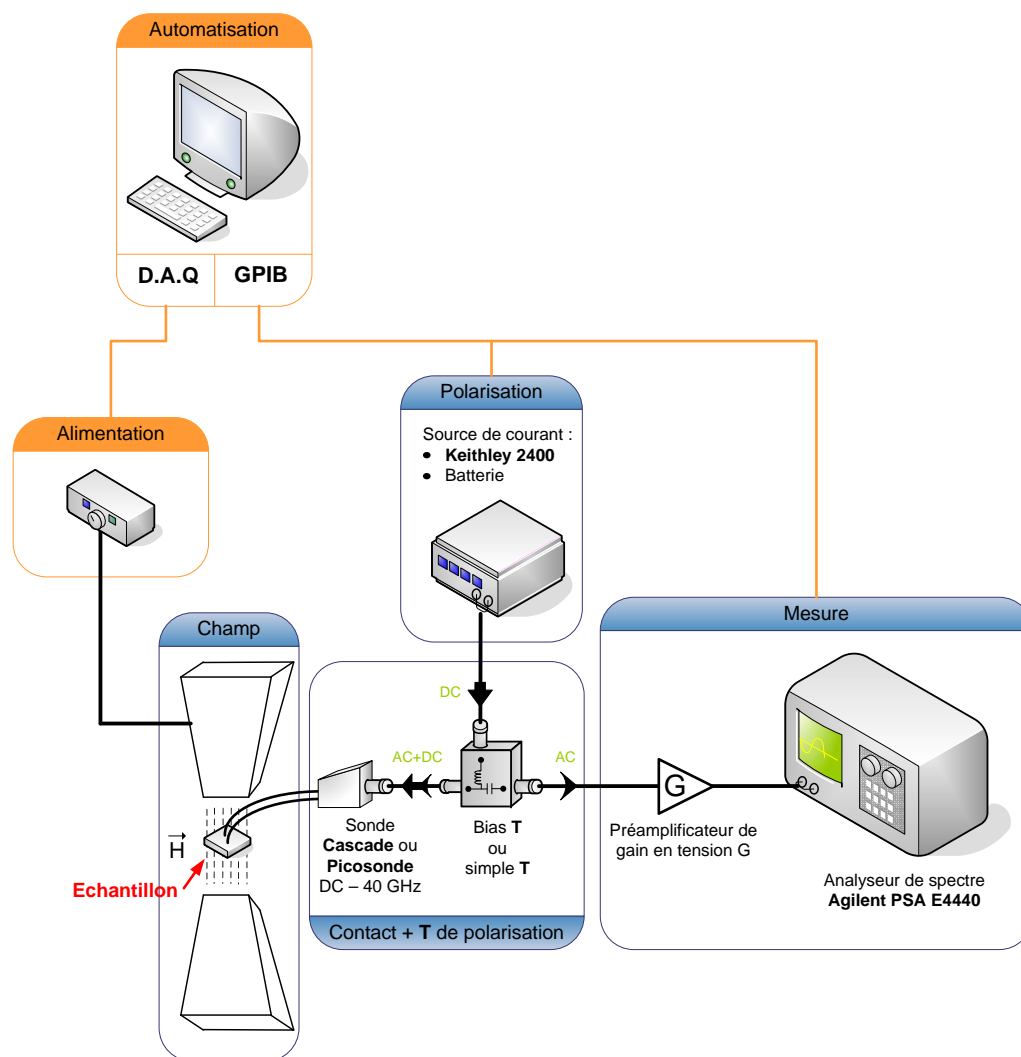 Automatisation
D.A.Q
GPIB
Alimentation
Polarisation
Source de courant :
• Keithley 2400
• Batterie
Champ
H
Echantillon
DC
AC+DC
AC
Sonde
Cascade ou
Picosonde
DC – 40 GHz
Bias T
ou
simple T
Contact + T de polarisation
Mesure
G
Préamplificateur de
gain en tension G
Analyseur de spectre
Agilent PSA E4440